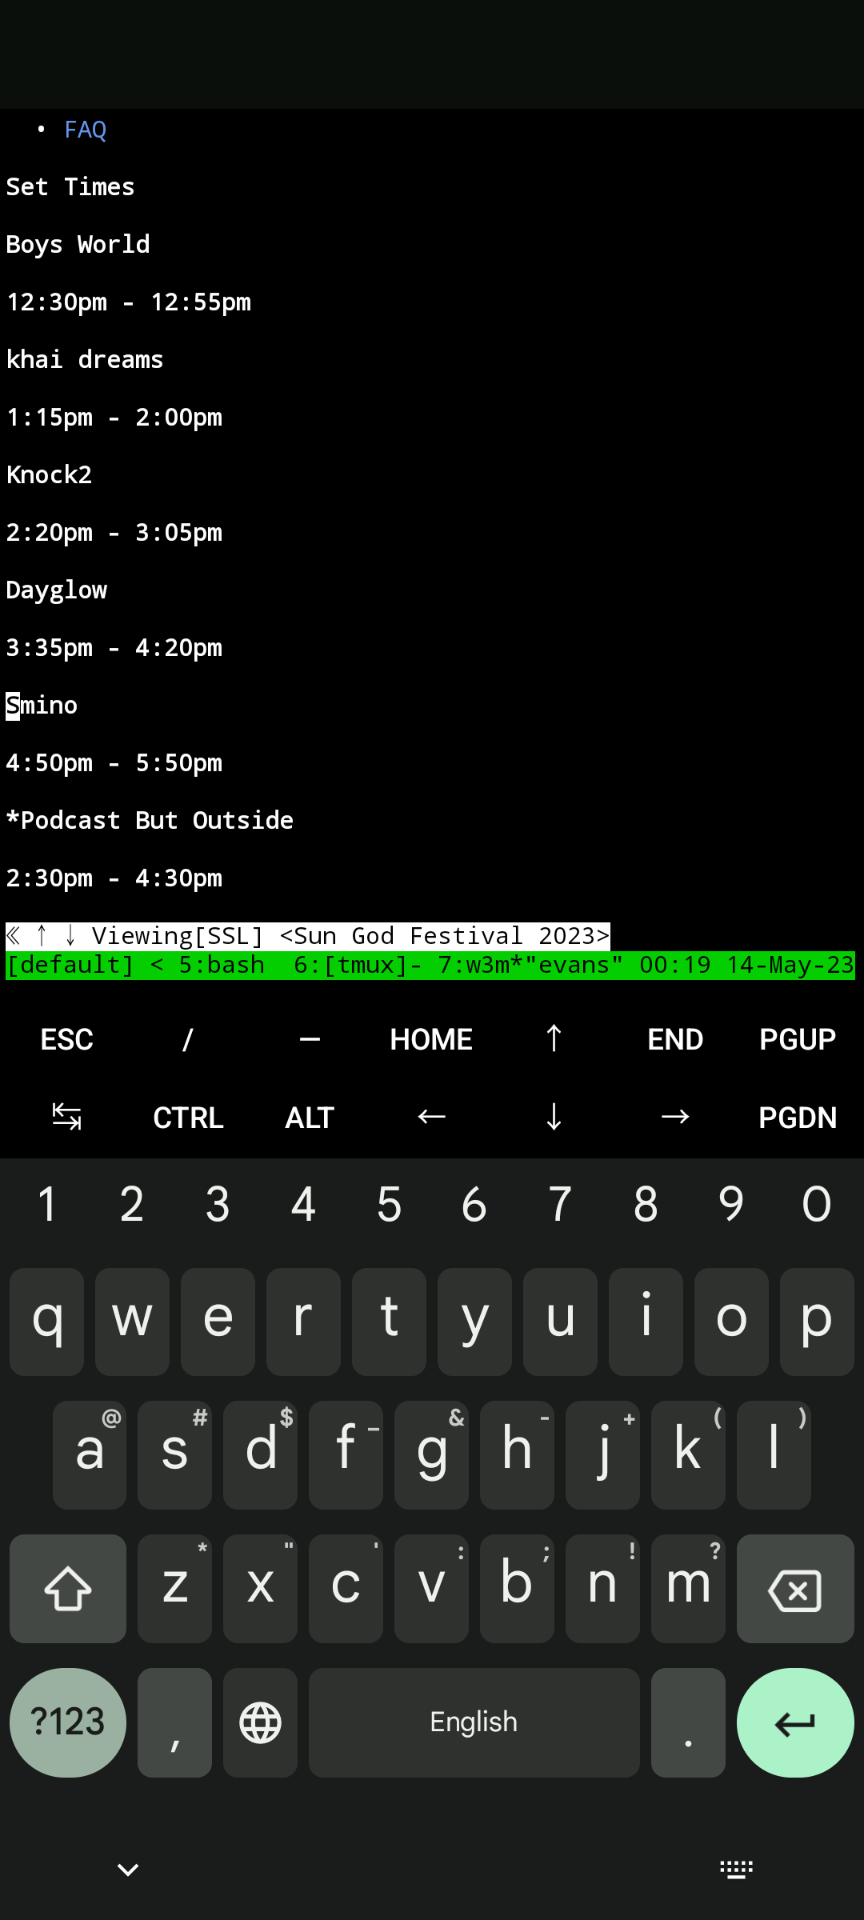 • FAQ
Set Times
Boys World
12:30pm - 12:55pm
khai dreams
1:15pm - 2:00pm
Knock2
2:20pm - 3:05pm
Dayglow
3:35pm - 4:20pm
Smino
4:50pm - 5:50pm
*Podcast But Outside
2:30pm - 4:30pm
《 ↑ ↓ Viewing[SSL] <Sun God Festival 2023>
[default] < 5:bash  6:[tmux]- 7:w3m*"evans" 00:19 14-May-23
ESC / — HOME ↑ END PGUP
↹ CTRL ALT ← ↓ → PGDN
1 2 3 4 5 6 7 8 9 0
q w e r t y u i o p
@ # $ _ & - + ( )
a s d f g h j k l
* " ' : ; ! ?
z x c v b n m
?123 , English .